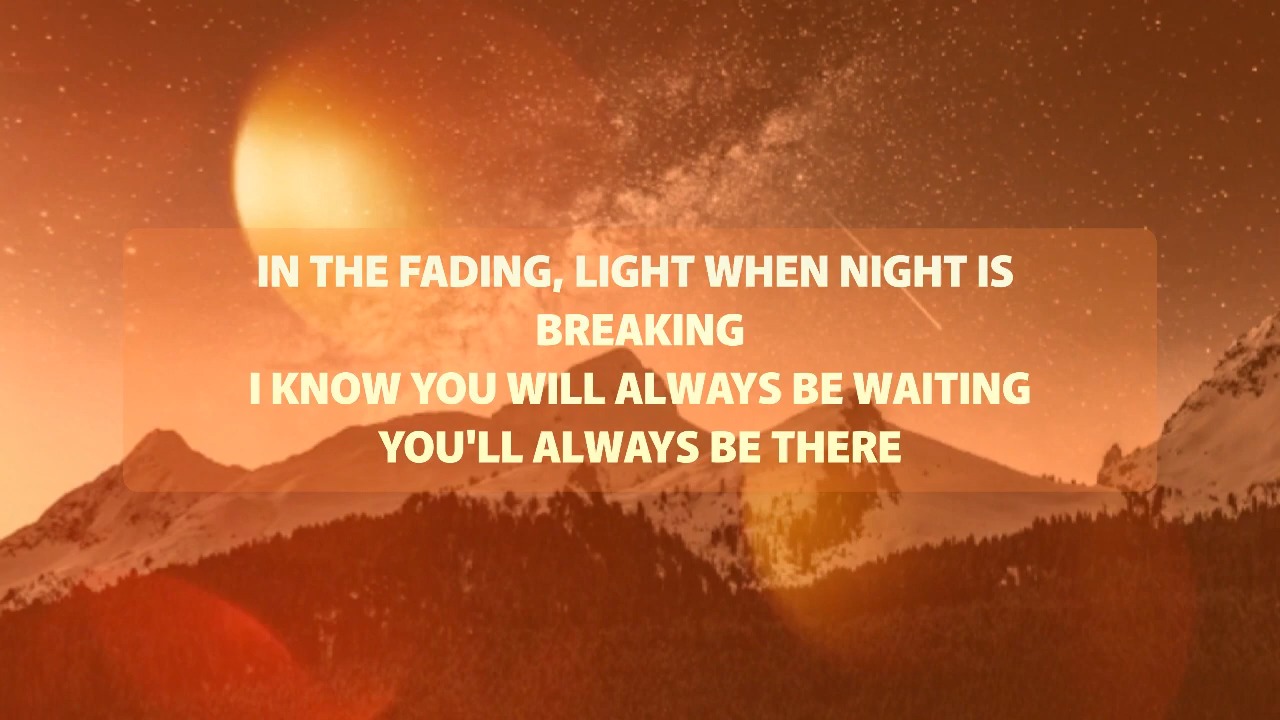 IN THE FADING, LIGHT WHEN NIGHT IS
BREAKING
I KNOW YOU WILL ALWAYS BE WAITING
YOU'LL ALWAYS BE THERE